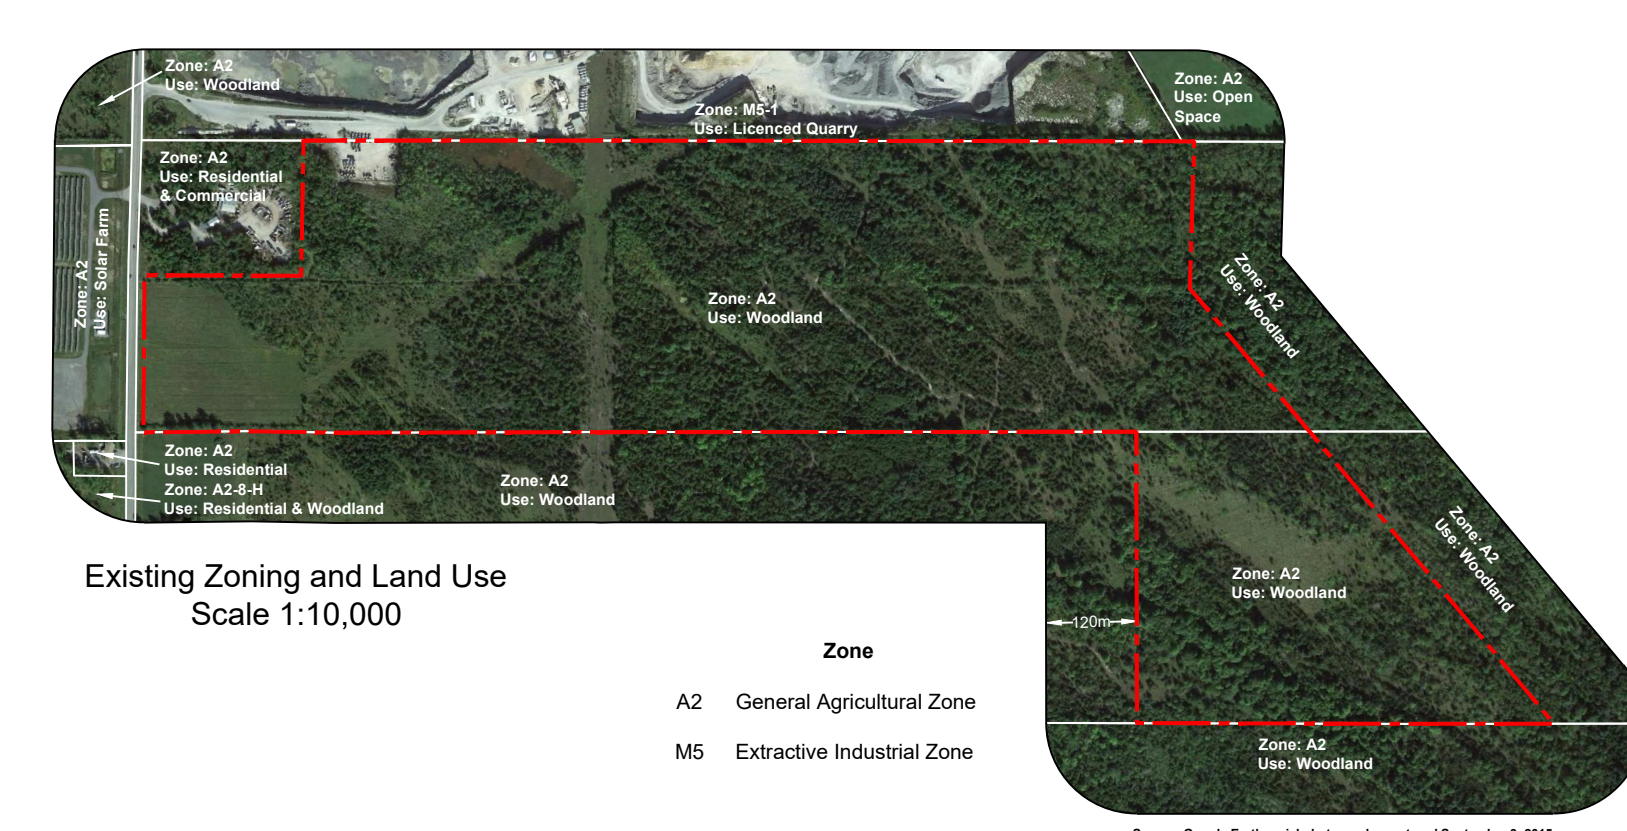 Zone: A2
Use: Woodland
Zone: M5-1
Use: Licenced Quarry
Zone: A2
Use: Open
Space
Zone: A2
Use: Residential
& Commercial
Zone: A2
Use: Solar Farm
Zone: A2
Use: Woodland
Zone: A2
Use: Woodland
Zone: A2
Use: Residential
Zone: A2-8-H
Use: Residential & Woodland
Zone: A2
Use: Woodland
Zone: A2
Use: Woodland
Zone: A2
Use: Woodland
120m
Zone: A2
Use: Woodland
Existing Zoning and Land Use
Scale 1:10,000
Zone
A2 General Agricultural Zone
M5 Extractive Industrial Zone